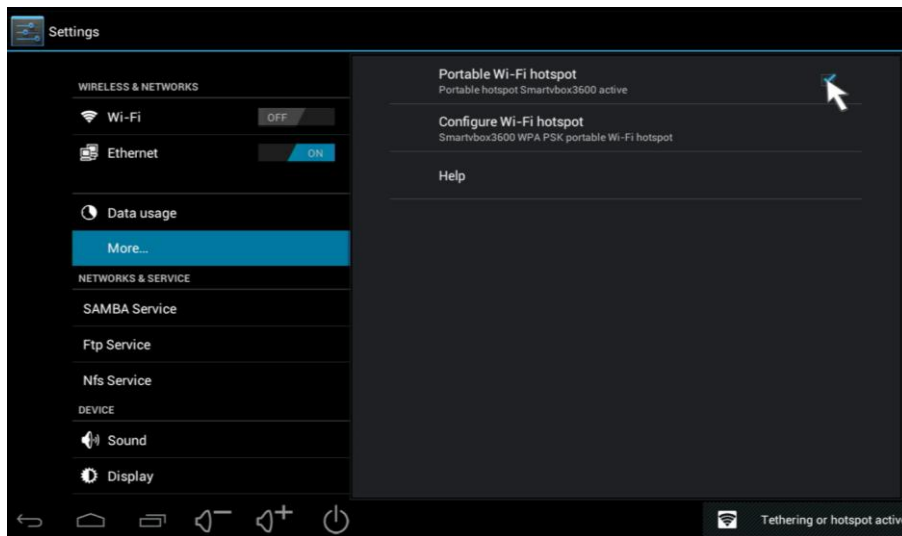 Settings
WIRELESS & NETWORKS
Wi-Fi
OFF
Ethernet
ON
Data usage
More...
NETWORKS & SERVICE
SAMBA Service
Ftp Service
Nfs Service
DEVICE
Sound
Display
Portable Wi-Fi hotspot
Portable hotspot Smartvbox3600 active
Configure Wi-Fi hotspot
Smartvbox3600 WPA PSK portable Wi-Fi hotspot
Help
Tethering or hotspot activ